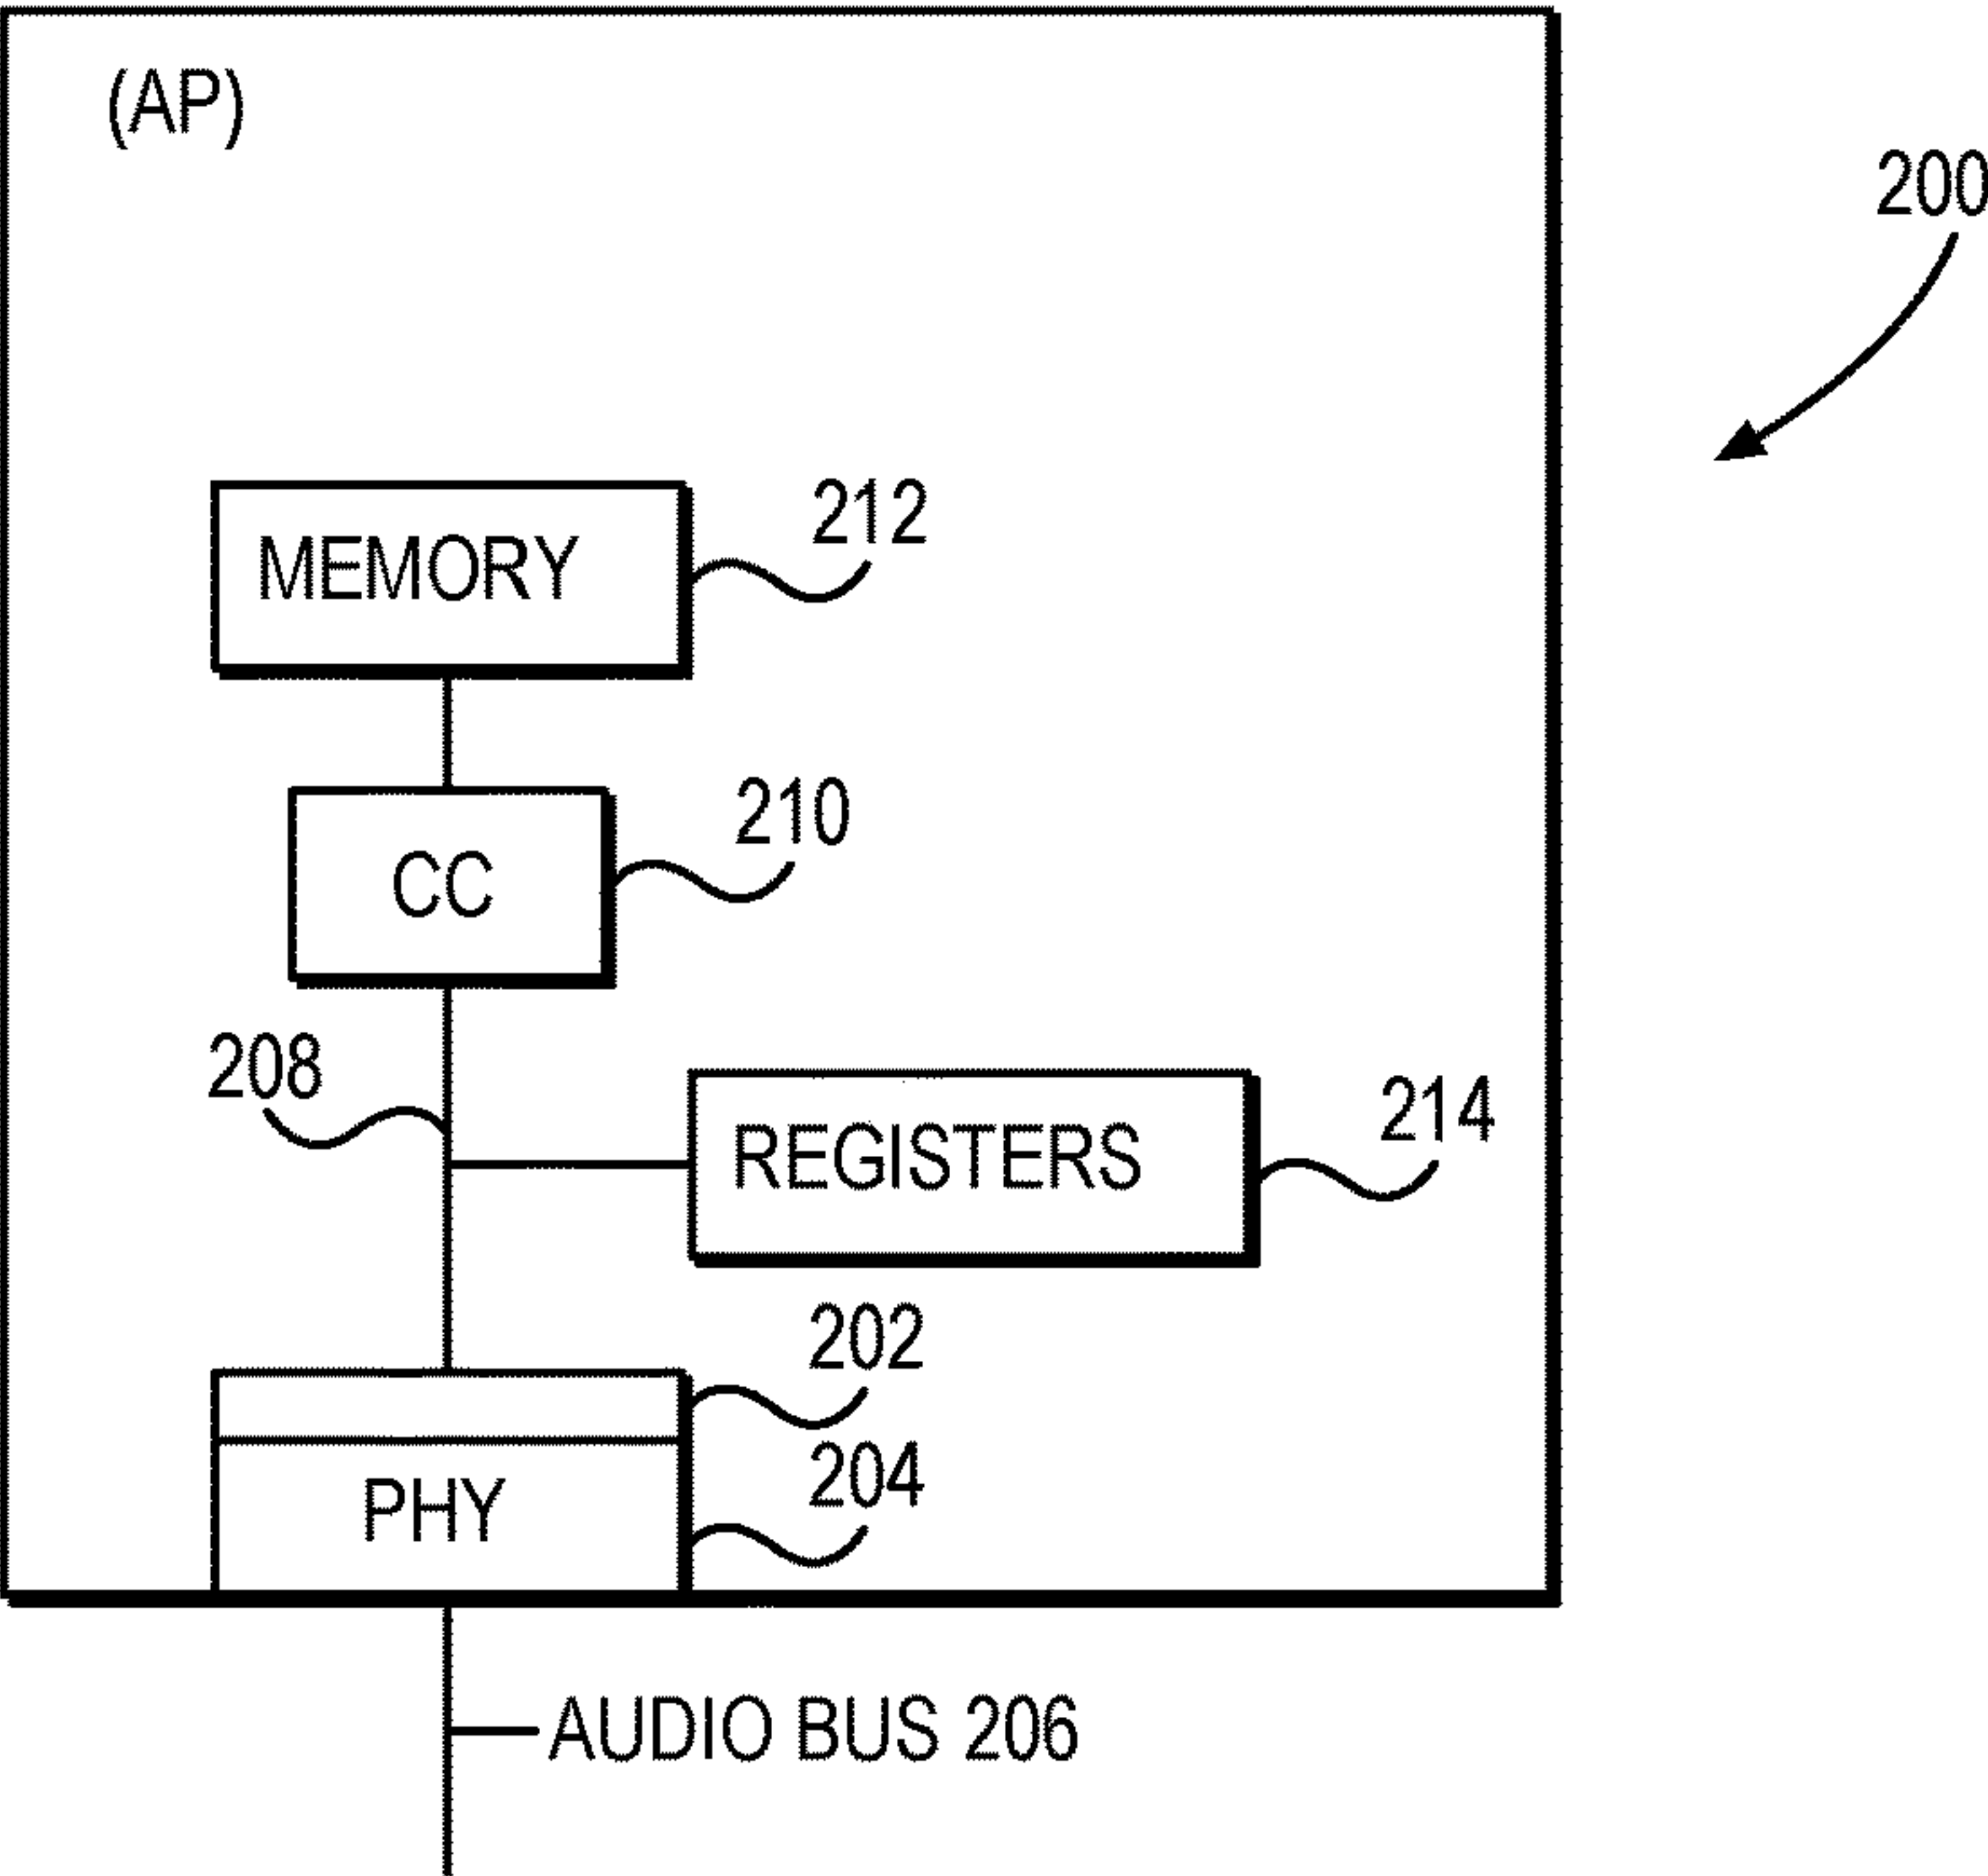 (AP)
200
MEMORY
212
CC
210
208
REGISTERS
214
202
PHY
204
AUDIO BUS 206